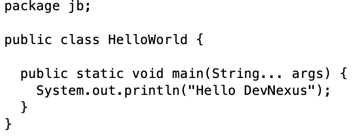 package jb;

public class HelloWorld {

  public static void main(String... args) {
    System.out.println("Hello DevNexus");
  }
}